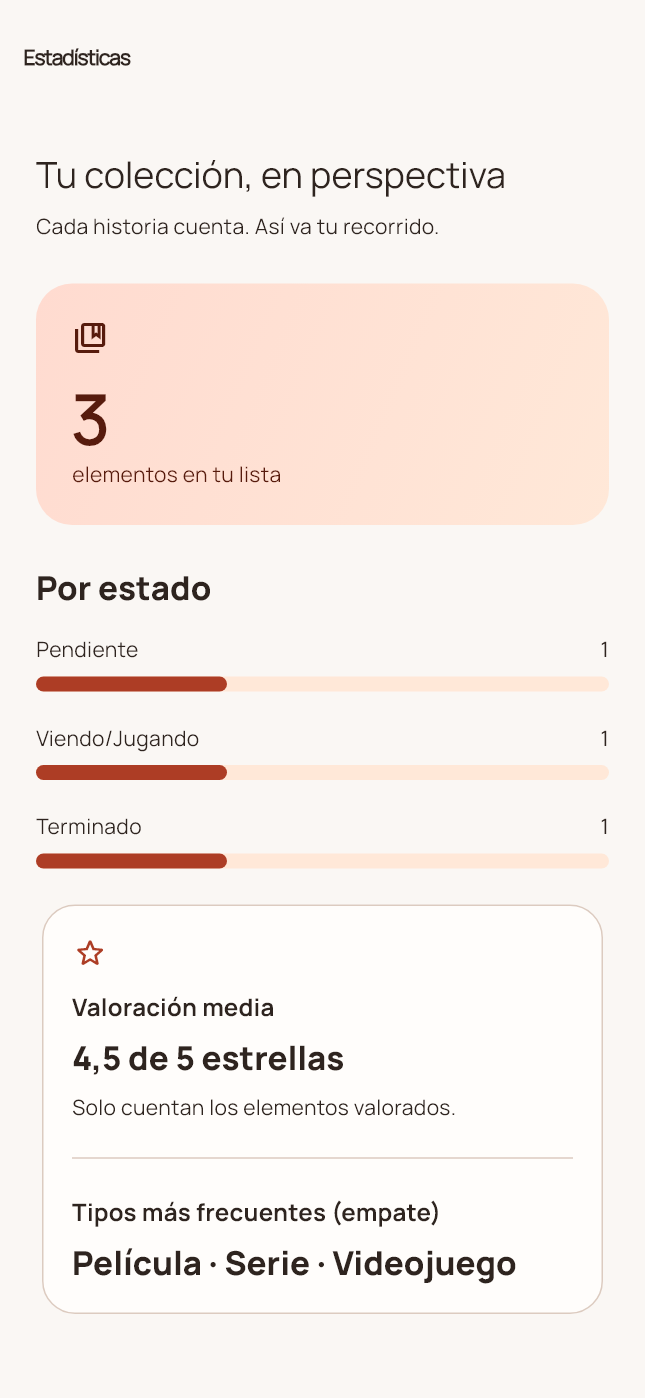 Estadísticas
Tu colección, en perspectiva
Cada historia cuenta. Así va tu recorrido.
3
elementos en tu lista
Por estado
Pendiente 1
Viendo/Jugando 1
Terminado 1
Valoración media
4,5 de 5 estrellas
Solo cuentan los elementos valorados.
Tipos más frecuentes (empate)
Película · Serie · Videojuego